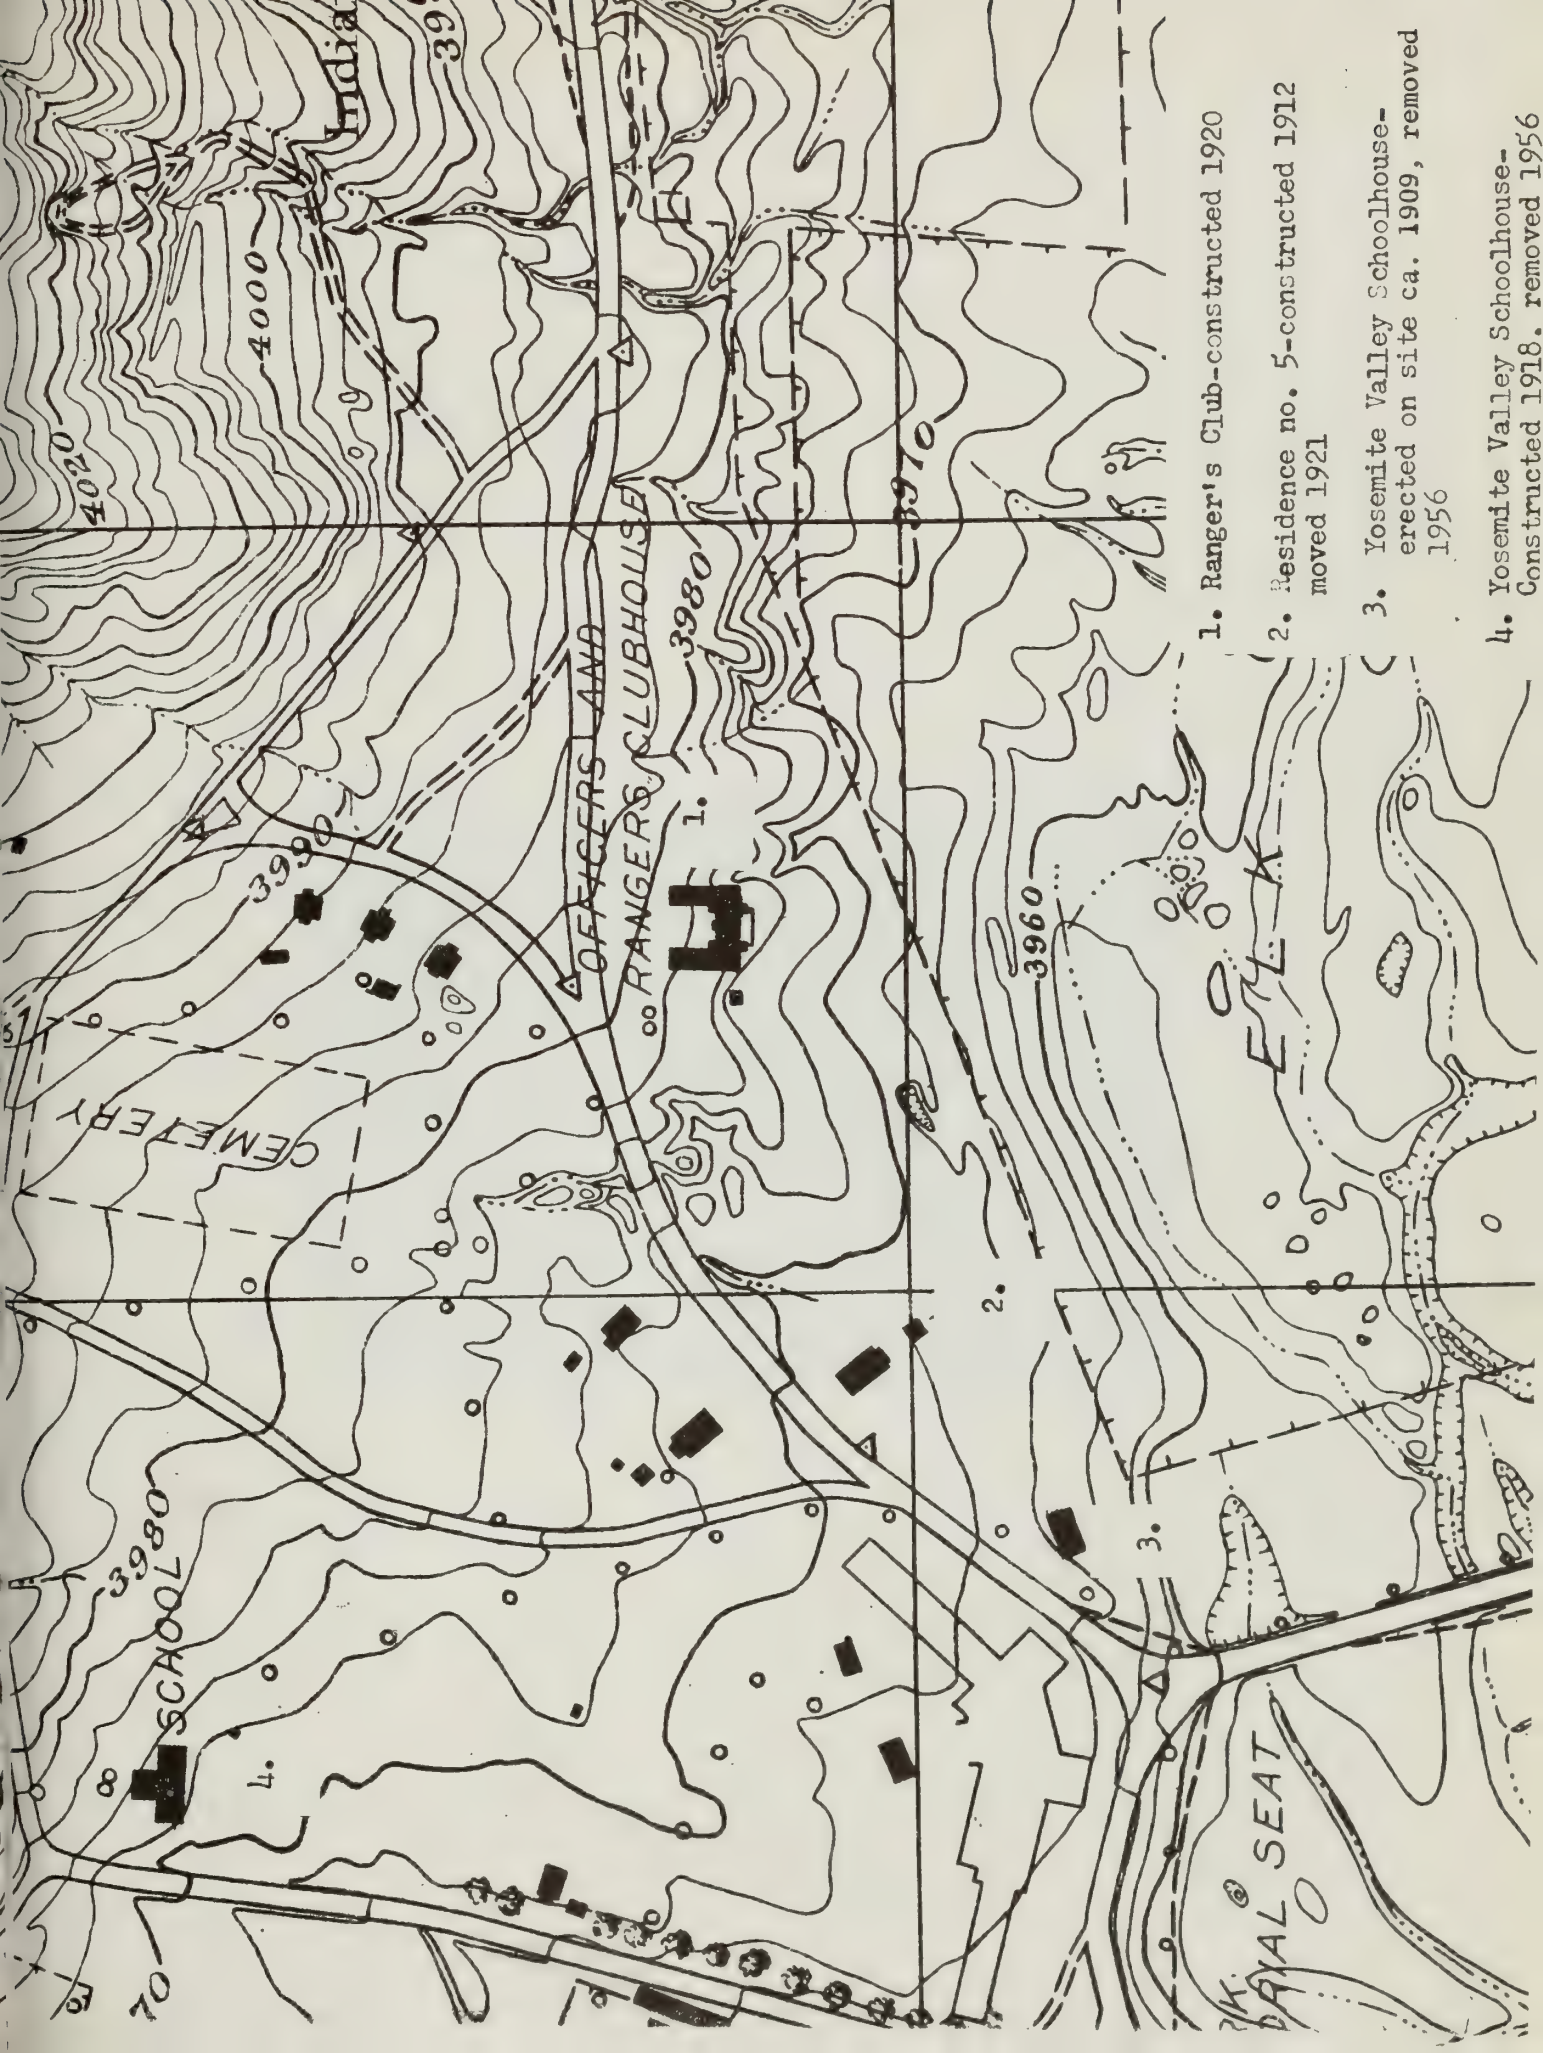 4020
4000
3990
CEMETERY
3980
SCHOOL
4.
70
OFFICERS AND
RANGERS CLUBHOUSE
3980
1.
3970
2.
3960
3.
1. Ranger's Club-constructed 1920
2. Residence no. 5-constructed 1912
moved 1921
3. Yosemite Valley Schoolhouse-
erected on site ca. 1909, removed
1956
4. Yosemite Valley Schoolhouse-
Constructed 1918. removed 1956
SEAT